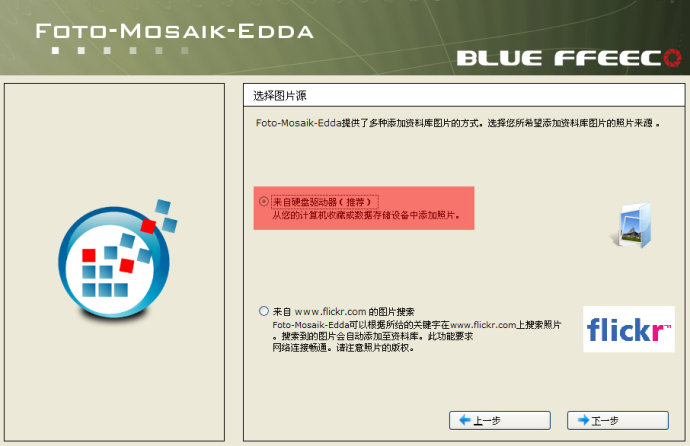 FOTO-MOSAIK-EDDA
BLUE FFEECO
选择图片源
Foto-Mosaik-Edda提供了多种添加资料库图片的方式。选择您所希望添加资料库图片的照片来源 。
来自硬盘驱动器（推荐）
从您的计算机收藏或数据存储设备中添加照片。
来自 www.flickr.com 的图片搜索
Foto-Mosaik-Edda可以根据所给的关键字在www.flickr.com上搜索照片
。搜索到的图片会自动添加至资料库。此功能要求
网络连接畅通。请注意照片的版权。
flickr
上一步
下一步